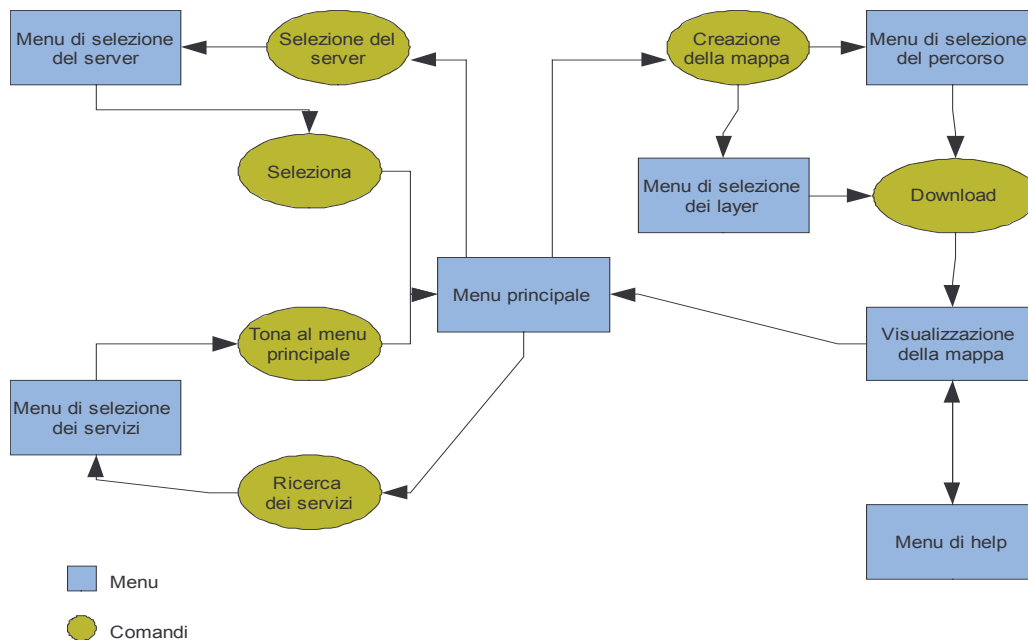 Menu di selezione
del server
Selezione del
server
Creazione
della mappa
Menu di selezione
del percorso
Seleziona
Menu di selezione
dei layer
Download
Menu principale
Tona al menu
principale
Visualizzazione
della mappa
Menu di selezione
dei servizi
Ricerca
dei servizi
Menu di help
Menu
Comandi